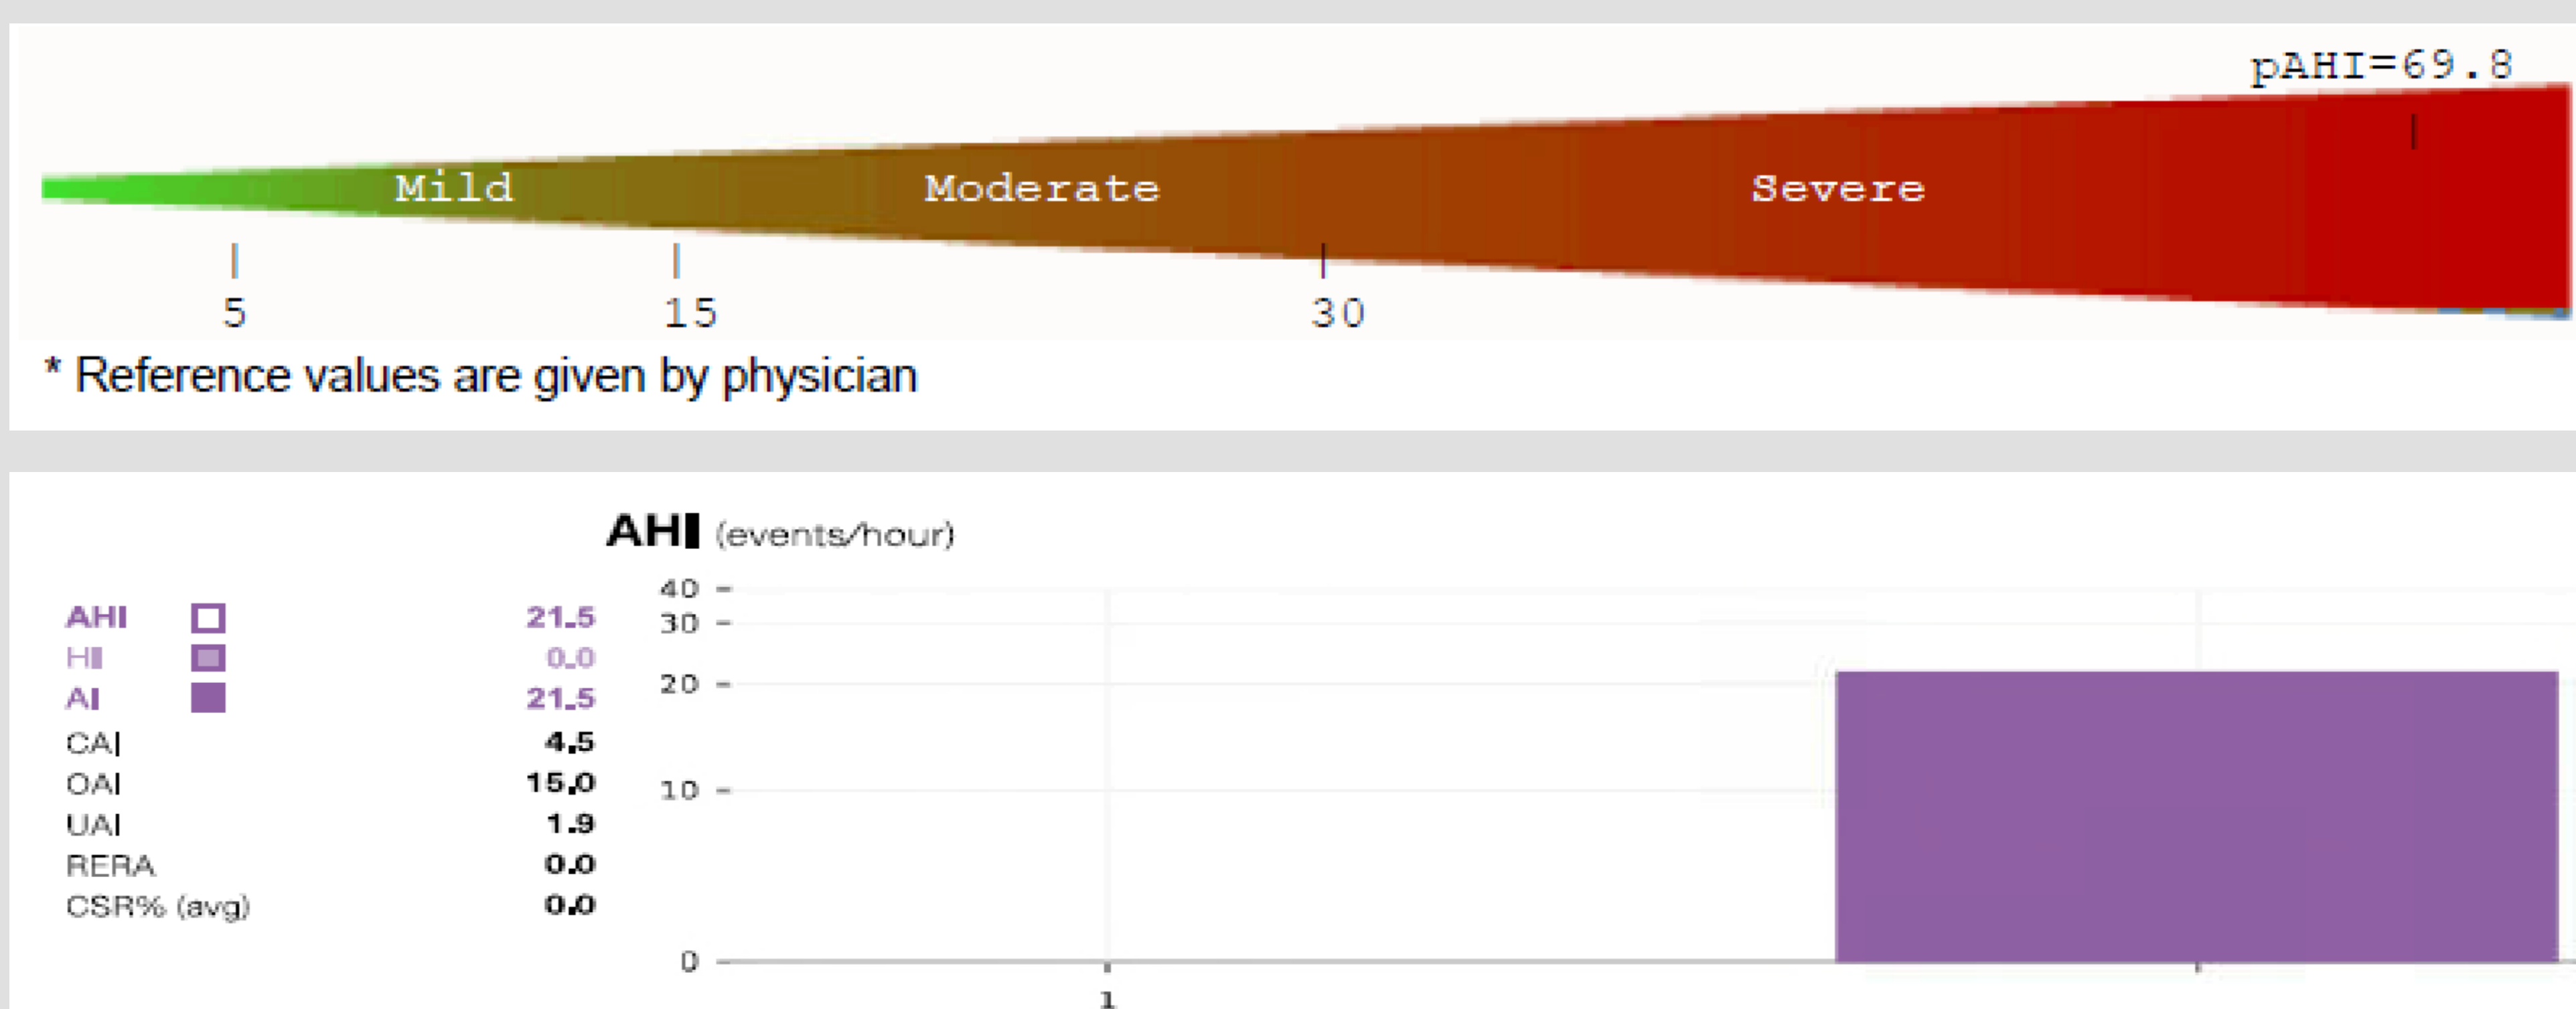 pAHI=69.8
Mild Moderate Severe
5 15 30
* Reference values are given by physician
AHI (events/hour)
AHI 21.5
HI 0.0
AI 21.5
CAI 4.5
OAI 15.0
UAI 1.9
RERA 0.0
CSR% (avg) 0.0
40
30
20
10
0
1